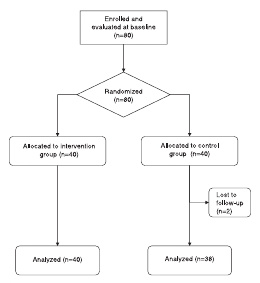 Enrolled and
evaluated at baseline
(n=80)
Randomized
(n=80)
Allocated to intervention
group (n=40)
Allocated to control
group (n=40)
Lost to
follow-up
(n=2)
Analyzed (n=40)
Analyzed (n=38)